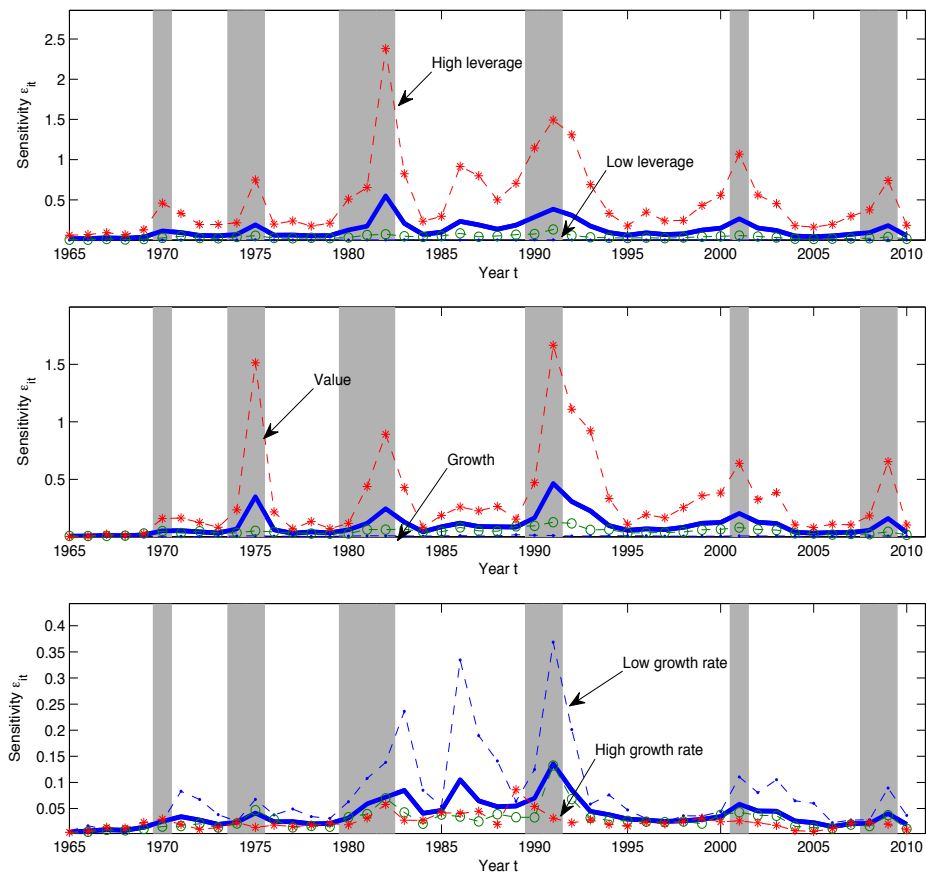 2.5
2
1.5
1
0.5
Sensitivity ε_it
High leverage
Low leverage
1965 1970 1975 1980 1985 1990 1995 2000 2005 2010
Year t
1.5
1
0.5
Sensitivity ε_it
Value
Growth
1965 1970 1975 1980 1985 1990 1995 2000 2005 2010
Year t
0.4
0.35
0.3
0.25
0.2
0.15
0.1
0.05
Sensitivity ε_it
Low growth rate
High growth rate
1965 1970 1975 1980 1985 1990 1995 2000 2005 2010
Year t